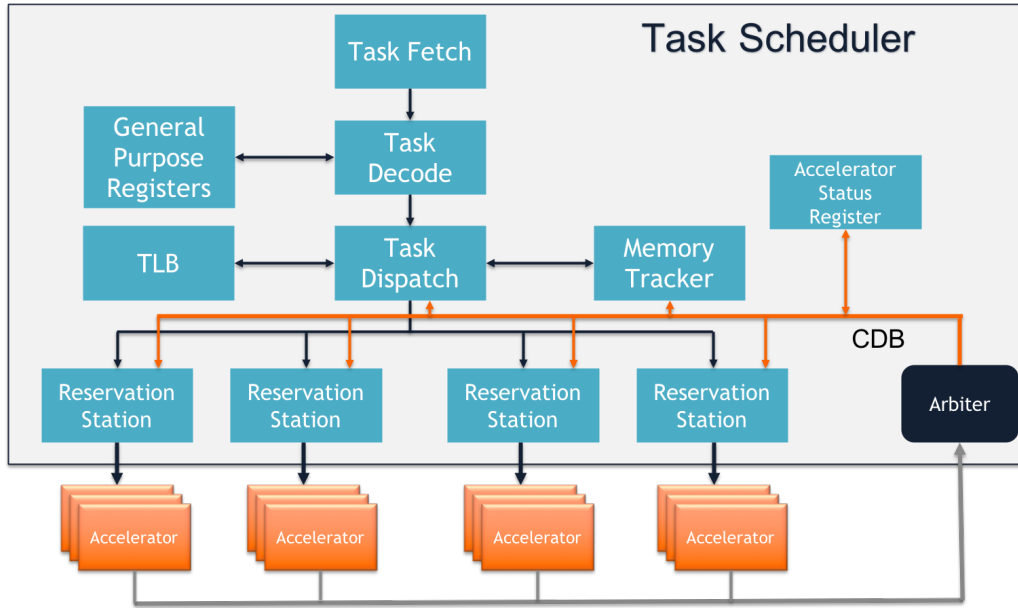 Task Scheduler
Task Fetch
General
Purpose
Registers
Task
Decode
Accelerator
Status
Register
TLB
Task
Dispatch
Memory
Tracker
CDB
Reservation
Station
Reservation
Station
Reservation
Station
Reservation
Station
Arbiter
Accelerator
Accelerator
Accelerator
Accelerator